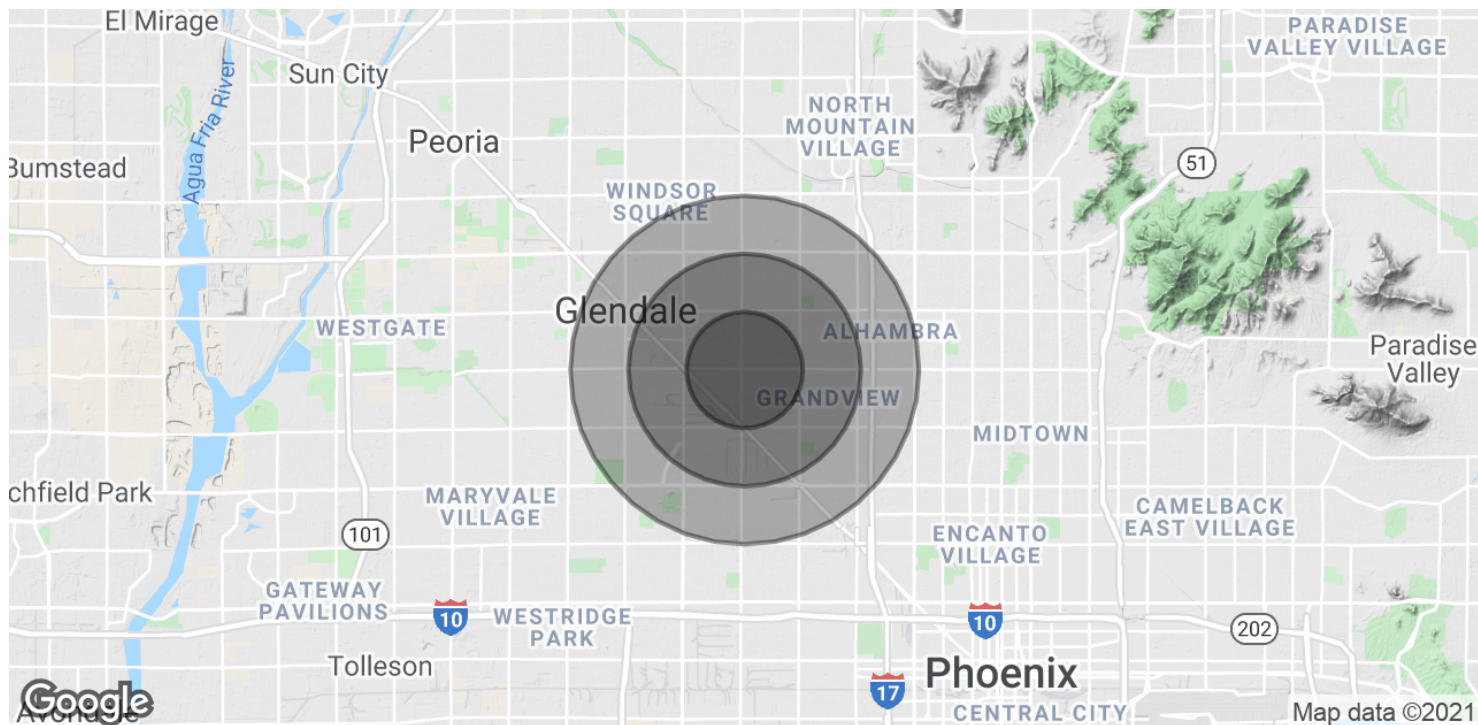 El Mirage
PARADISE
VALLEY VILLAGE
Sun City
Agua Fria River
NORTH
MOUNTAIN
VILLAGE
Peoria
51
Bumstead
WINDSOR
SQUARE
Glendale
WESTGATE
ALHAMBRA
Paradise
Valley
GRANDVIEW
MIDTOWN
chfield Park
MARYVALE
VILLAGE
CAMELBACK
EAST VILLAGE
101
ENCANTO
VILLAGE
GATEWAY
PAVILIONS
10
WESTRIDGE
PARK
10
202
Tolleson
Phoenix
17
Google
Avondale
CENTRAL CITY
Map data ©2021